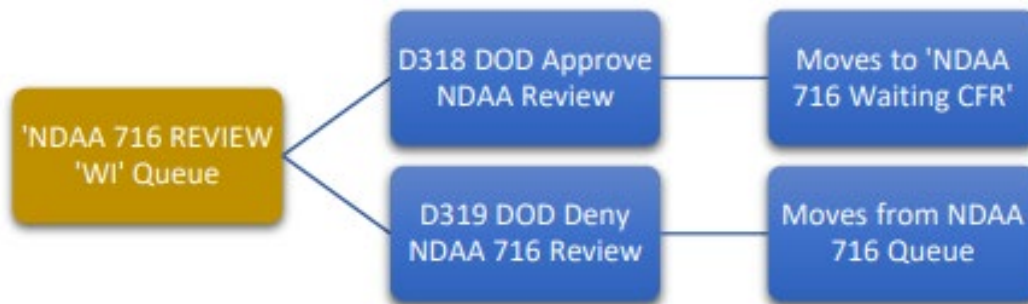 'NDAA 716 REVIEW
'WI' Queue
D318 DOD Approve
NDAA Review
Moves to 'NDAA
716 Waiting CFR'
D319 DOD Deny
NDAA 716 Review
Moves from NDAA
716 Queue